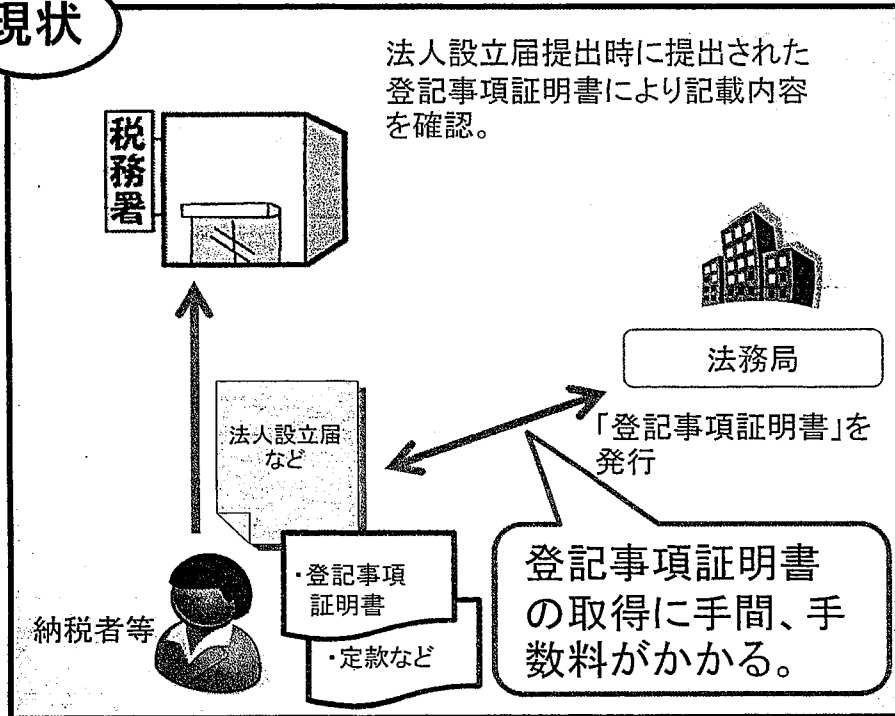 現状
法人設立届提出時に提出された
登記事項証明書により記載内容
を確認。
税務署
法務局
「登記事項証明書」を
発行
法人設立届
など
・登記事項
証明書
・定款など
納税者等
登記事項証明書
の取得に手間、手
数料がかかる。